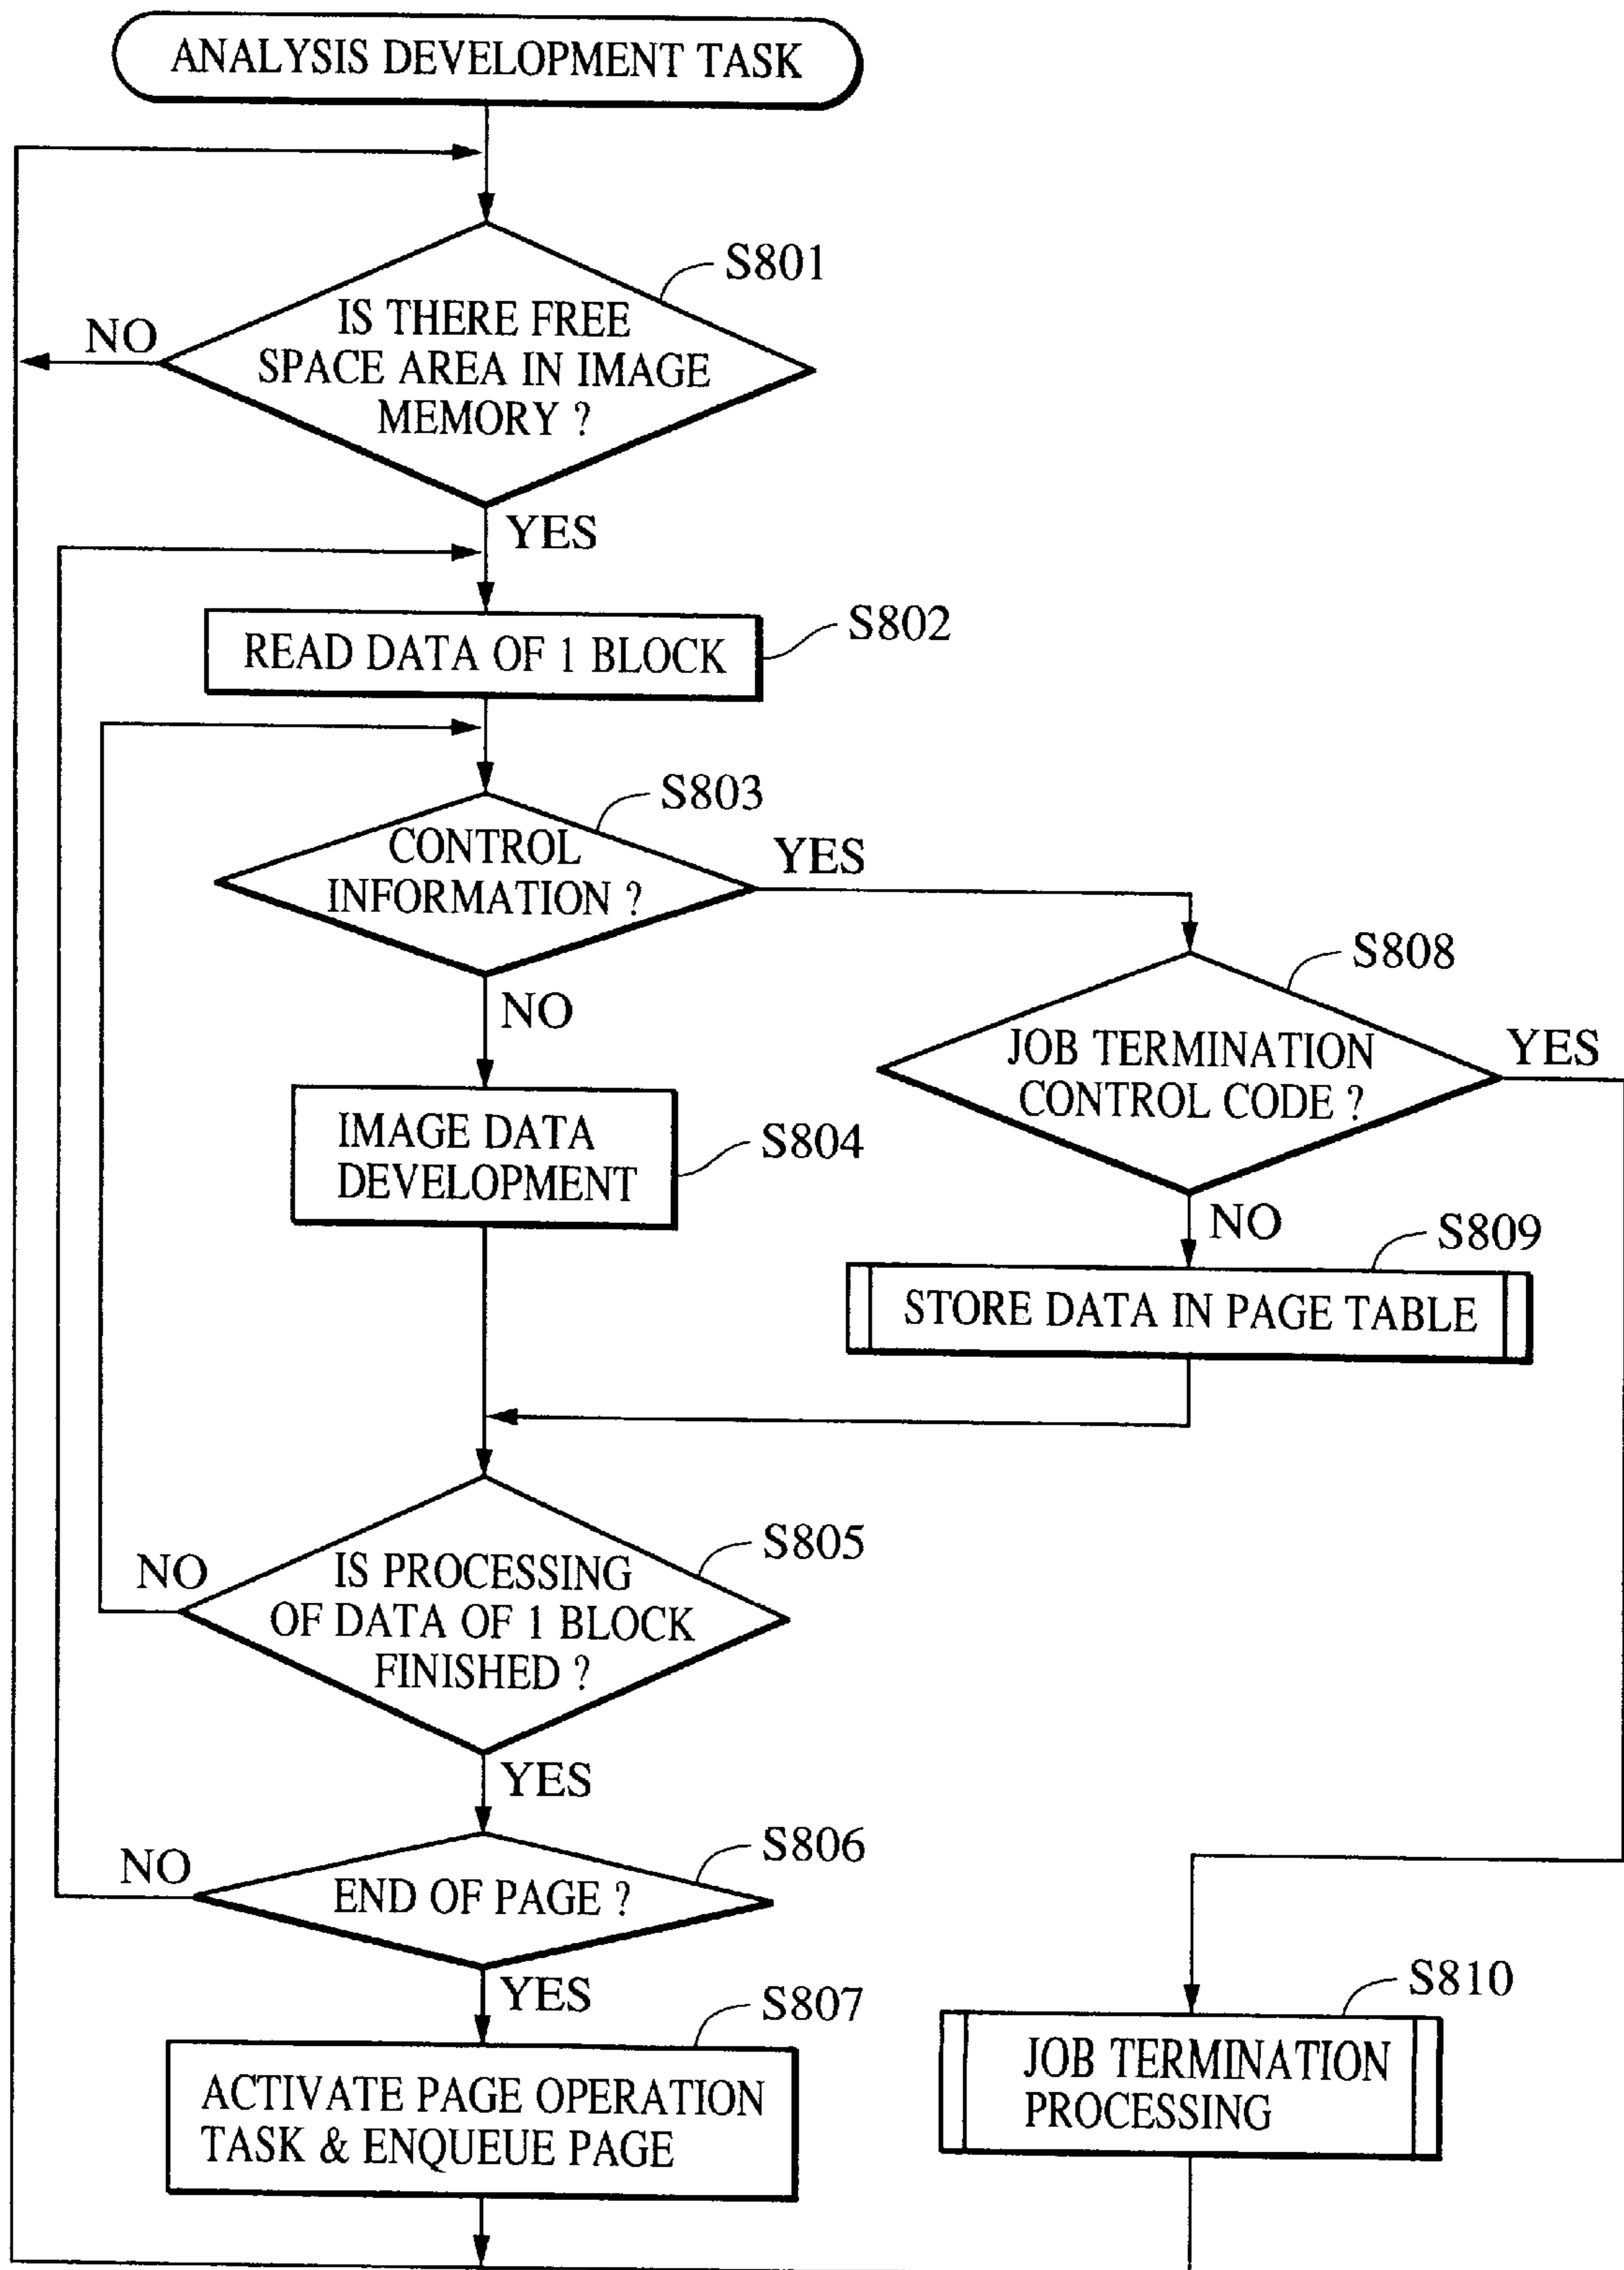 ANALYSIS DEVELOPMENT TASK
S801
IS THERE FREE
SPACE AREA IN IMAGE
MEMORY ?
NO
YES
S802
READ DATA OF 1 BLOCK
S803
CONTROL
INFORMATION ?
YES
NO
S808
JOB TERMINATION
CONTROL CODE ?
YES
NO
S804
IMAGE DATA
DEVELOPMENT
S809
STORE DATA IN PAGE TABLE
S805
IS PROCESSING
OF DATA OF 1 BLOCK
FINISHED ?
NO
YES
S806
END OF PAGE ?
NO
YES
S807
ACTIVATE PAGE OPERATION
TASK & ENQUEUE PAGE
S810
JOB TERMINATION
PROCESSING